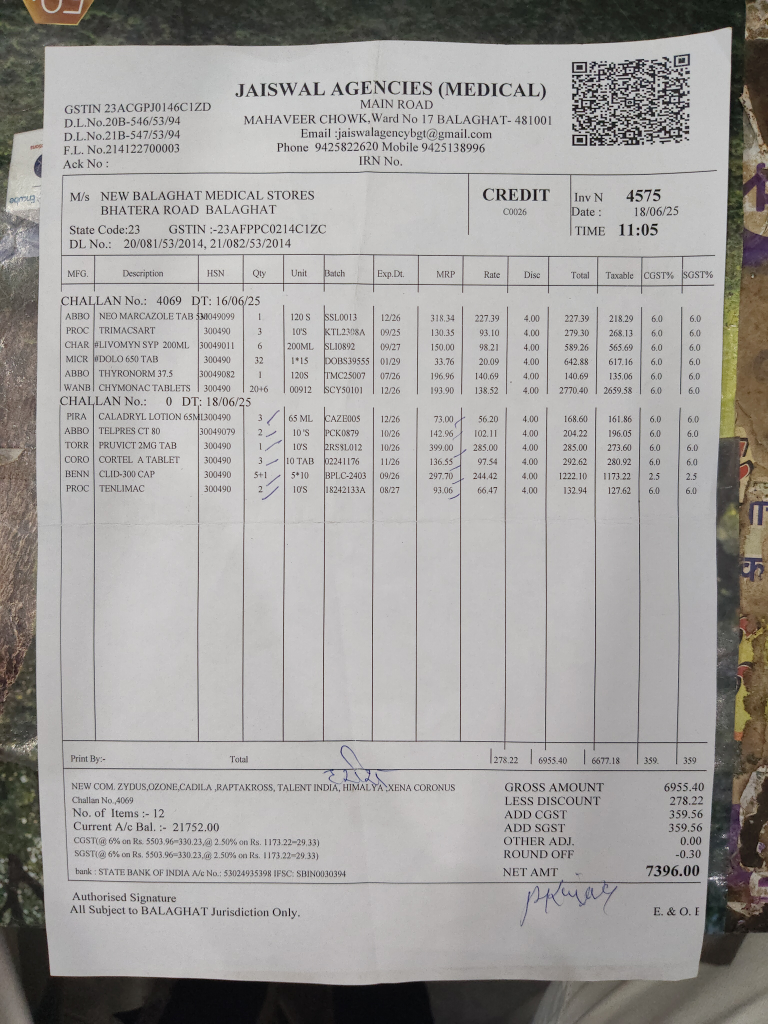 JAISWAL AGENCIES (MEDICAL)
MAIN ROAD
MAHAVEER CHOWK,Ward No 17 BALAGHAT- 481001
Email :jaiswalagencybgt@gmail.com
Phone 9425822620 Mobile 9425138996
IRN No.
GSTIN 23ACGPJ0146C1ZD
D.L.No.20B-546/53/94
D.L.No.21B-547/53/94
F.L. No.214122700003
Ack No :
M/s NEW BALAGHAT MEDICAL STORES
BHATERA ROAD BALAGHAT
State Code:23 GSTIN :-23AFPPC0214C1ZC
DL No.: 20/081/53/2014, 21/082/53/2014
CREDIT
C0026
Inv N 4575
Date : 18/06/25
TIME 11:05
MFG. Description HSN Qty Unit Batch Exp.Dt. MRP Rate Disc Total Taxable CGST% SGST%
CHALLAN No.: 4069 DT: 16/06/25
ABBO NEO MARCAZOLE TAB 3049099 1 120 S SSL0013 12/26 318.34 227.39 4.00 227.39 218.29 6.0 6.0
PROC TRIMACSART 300490 3 10'S KTL2308A 09/25 130.35 93.10 4.00 279.30 268.13 6.0 6.0
CHAR #LIVOMYN SYP 200ML 30049011 6 200ML SLI0892 09/27 150.00 98.21 4.00 589.26 565.69 6.0 6.0
MICR #DOLO 650 TAB 300490 32 1*15 DOBS39555 01/29 33.76 20.09 4.00 642.88 617.16 6.0 6.0
ABBO THYRONORM 37.5 30049082 1 120S TMC25007 07/26 196.96 140.69 4.00 140.69 135.06 6.0 6.0
WANB CHYMONAC TABLETS 300490 20+6 00912 SCY50101 12/26 193.90 138.52 4.00 2770.40 2659.58 6.0 6.0
CHALLAN No.: 0 DT: 18/06/25
PIRA CALADRYL LOTION 65ML 300490 3 65 ML CAZE005 12/26 73.00 56.20 4.00 168.60 161.86 6.0 6.0
ABBO TELPRES CT 80 30049079 2 10 'S PCK0879 10/26 142.96 102.11 4.00 204.22 196.05 6.0 6.0
TORR PRUVICT 2MG TAB 300490 1 10'S 2RS8L012 10/26 399.00 285.00 4.00 285.00 273.60 6.0 6.0
CORO CORTEL A TABLET 300490 3 10 TAB 02241176 11/26 136.55 97.54 4.00 292.62 280.92 6.0 6.0
BENN CLID-300 CAP 300490 5+1 5*10 BPLC-2403 09/26 297.70 244.42 4.00 1222.10 1173.22 2.5 2.5
PROC TENLIMAC 300490 2 10'S 18242133A 08/27 93.06 66.47 4.00 132.94 127.62 6.0 6.0
Print By:- Total 278.22 6955.40 6677.18 359. 359
NEW COM. ZYDUS,OZONE,CADILA ,RAPTAKROSS, TALENT INDIA, HIMALYA ,XENA CORONUS
Challan No.,4069
No. of Items :- 12
Current A/c Bal. :- 21752.00
CGST(@ 6% on Rs. 5503.96=330.23,@ 2.50% on Rs. 1173.22=29.33)
SGST(@ 6% on Rs. 5503.96=330.23,@ 2.50% on Rs. 1173.22=29.33)
bank : STATE BANK OF INDIA A/c No.: 53024935398 IFSC: SBIN0030394
GROSS AMOUNT 6955.40
LESS DISCOUNT 278.22
ADD CGST 359.56
ADD SGST 359.56
OTHER ADJ. 0.00
ROUND OFF -0.30
NET AMT 7396.00
Authorised Signature
All Subject to BALAGHAT Jurisdiction Only.
E. & O. E